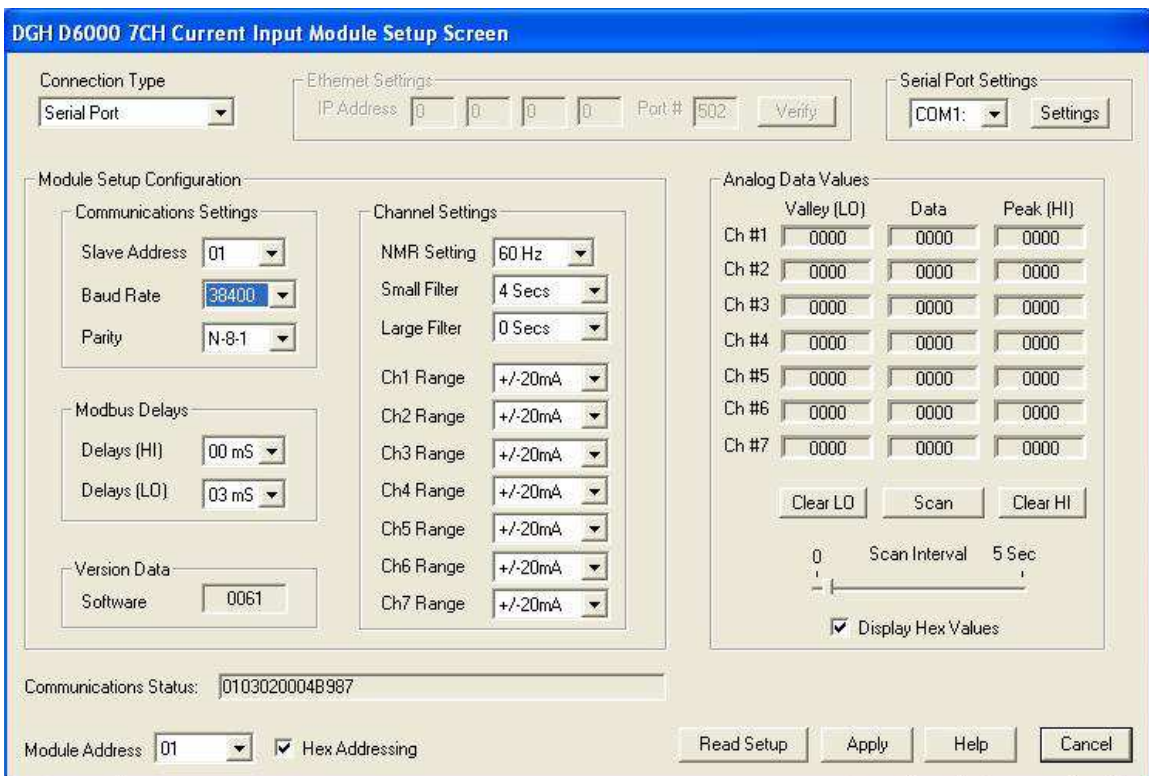 DGH D6000 7CH Current Input Module Setup Screen
Connection Type
Serial Port
Ethernet Settings
IP Address 0 0 0 0 Port # 502 Verify
Serial Port Settings
COM1: Settings
Module Setup Configuration
Communications Settings
Slave Address 01
Baud Rate 38400
Parity N-8-1
Modbus Delays
Delays (HI) 00 mS
Delays (LO) 03 mS
Version Data
Software 0061
Channel Settings
NMR Setting 60 Hz
Small Filter 4 Secs
Large Filter 0 Secs
Ch1 Range +/-20mA
Ch2 Range +/-20mA
Ch3 Range +/-20mA
Ch4 Range +/-20mA
Ch5 Range +/-20mA
Ch6 Range +/-20mA
Ch7 Range +/-20mA
Analog Data Values
Valley (LO) Data Peak (HI)
Ch #1 0000 0000 0000
Ch #2 0000 0000 0000
Ch #3 0000 0000 0000
Ch #4 0000 0000 0000
Ch #5 0000 0000 0000
Ch #6 0000 0000 0000
Ch #7 0000 0000 0000
Clear LO Scan Clear HI
0 Scan Interval 5 Sec
Display Hex Values
Communications Status: 0103020004B987
Module Address 01 Hex Addressing
Read Setup Apply Help Cancel